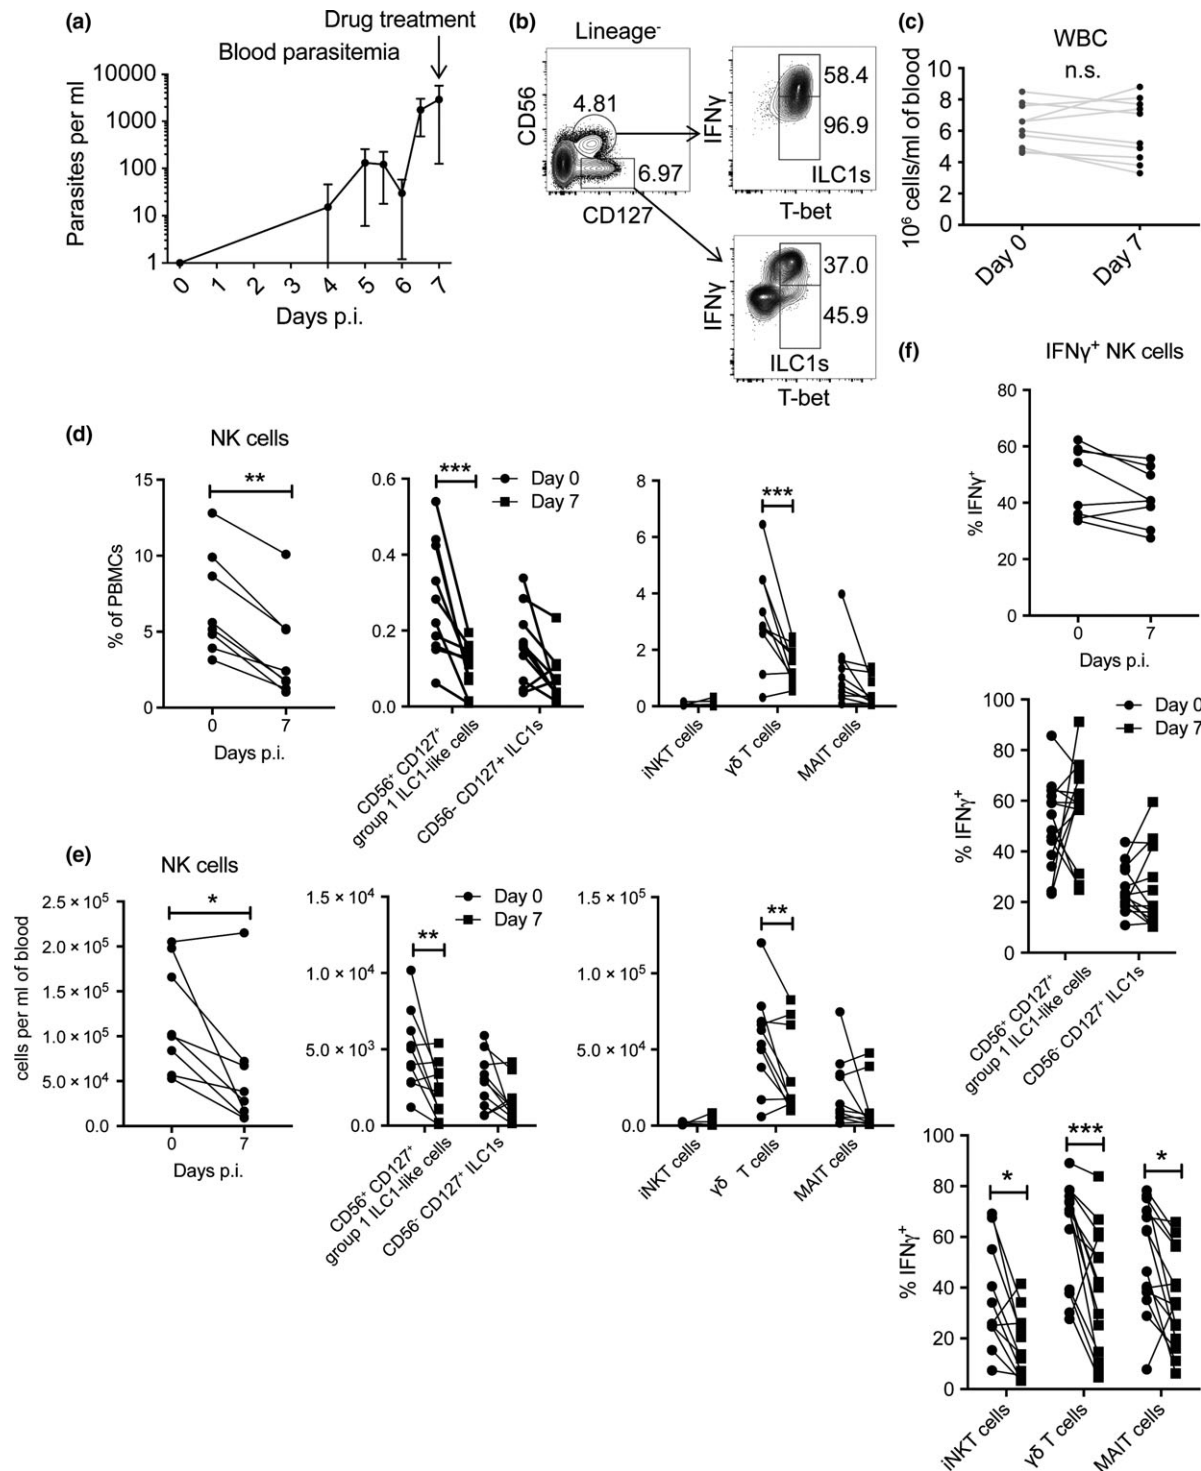 (a)
Drug treatment
Blood parasitemia
Parasites per ml
10000
1000
100
10
1
0 1 2 3 4 5 6 7
Days p.i.
(b)
Lineage-
CD56
4.81
6.97
CD127
IFNγ
58.4
96.9
ILC1s
T-bet
IFNγ
37.0
45.9
ILC1s
T-bet
(c)
WBC
n.s.
10⁶ cells/ml of blood
10
8
6
4
2
0
Day 0 Day 7
(d)
NK cells
**
% of PBMCs
15
10
5
0
0 7
Days p.i.
***
Day 0
Day 7
0.6
0.4
0.2
0.0
CD56⁺ CD127⁺
group 1 ILC1-like cells
CD56- CD127+ ILC1s
***
8
6
4
2
0
iNKT cells
γδ T cells
MAIT cells
(e)
NK cells
*
cells per ml of blood
2.5 × 10⁵
2.0 × 10⁵
1.5 × 10⁵
1.0 × 10⁵
5.0 × 10⁴
0.0
0 7
Days p.i.
Day 0
Day 7
**
1.5 × 10⁴
1.0 × 10⁴
5.0 × 10³
0.0
CD56⁺ CD127⁺
group 1 ILC1-like cells
CD56⁻ CD127⁺ ILC1s
**
1.5 × 10⁵
1.0 × 10⁵
5.0 × 10⁴
0.0
iNKT cells
γδ T cells
MAIT cells
(f)
IFNγ⁺ NK cells
% IFNγ⁺
80
60
40
20
0
0 7
Days p.i.
Day 0
Day 7
% IFNγ⁺
100
80
60
40
20
0
CD56⁺ CD127⁺
group 1 ILC1-like cells
CD56⁻ CD127⁺ ILC1s
* *** *
% IFNγ⁺
100
80
60
40
20
0
iNKT cells
γδ T cells
MAIT cells